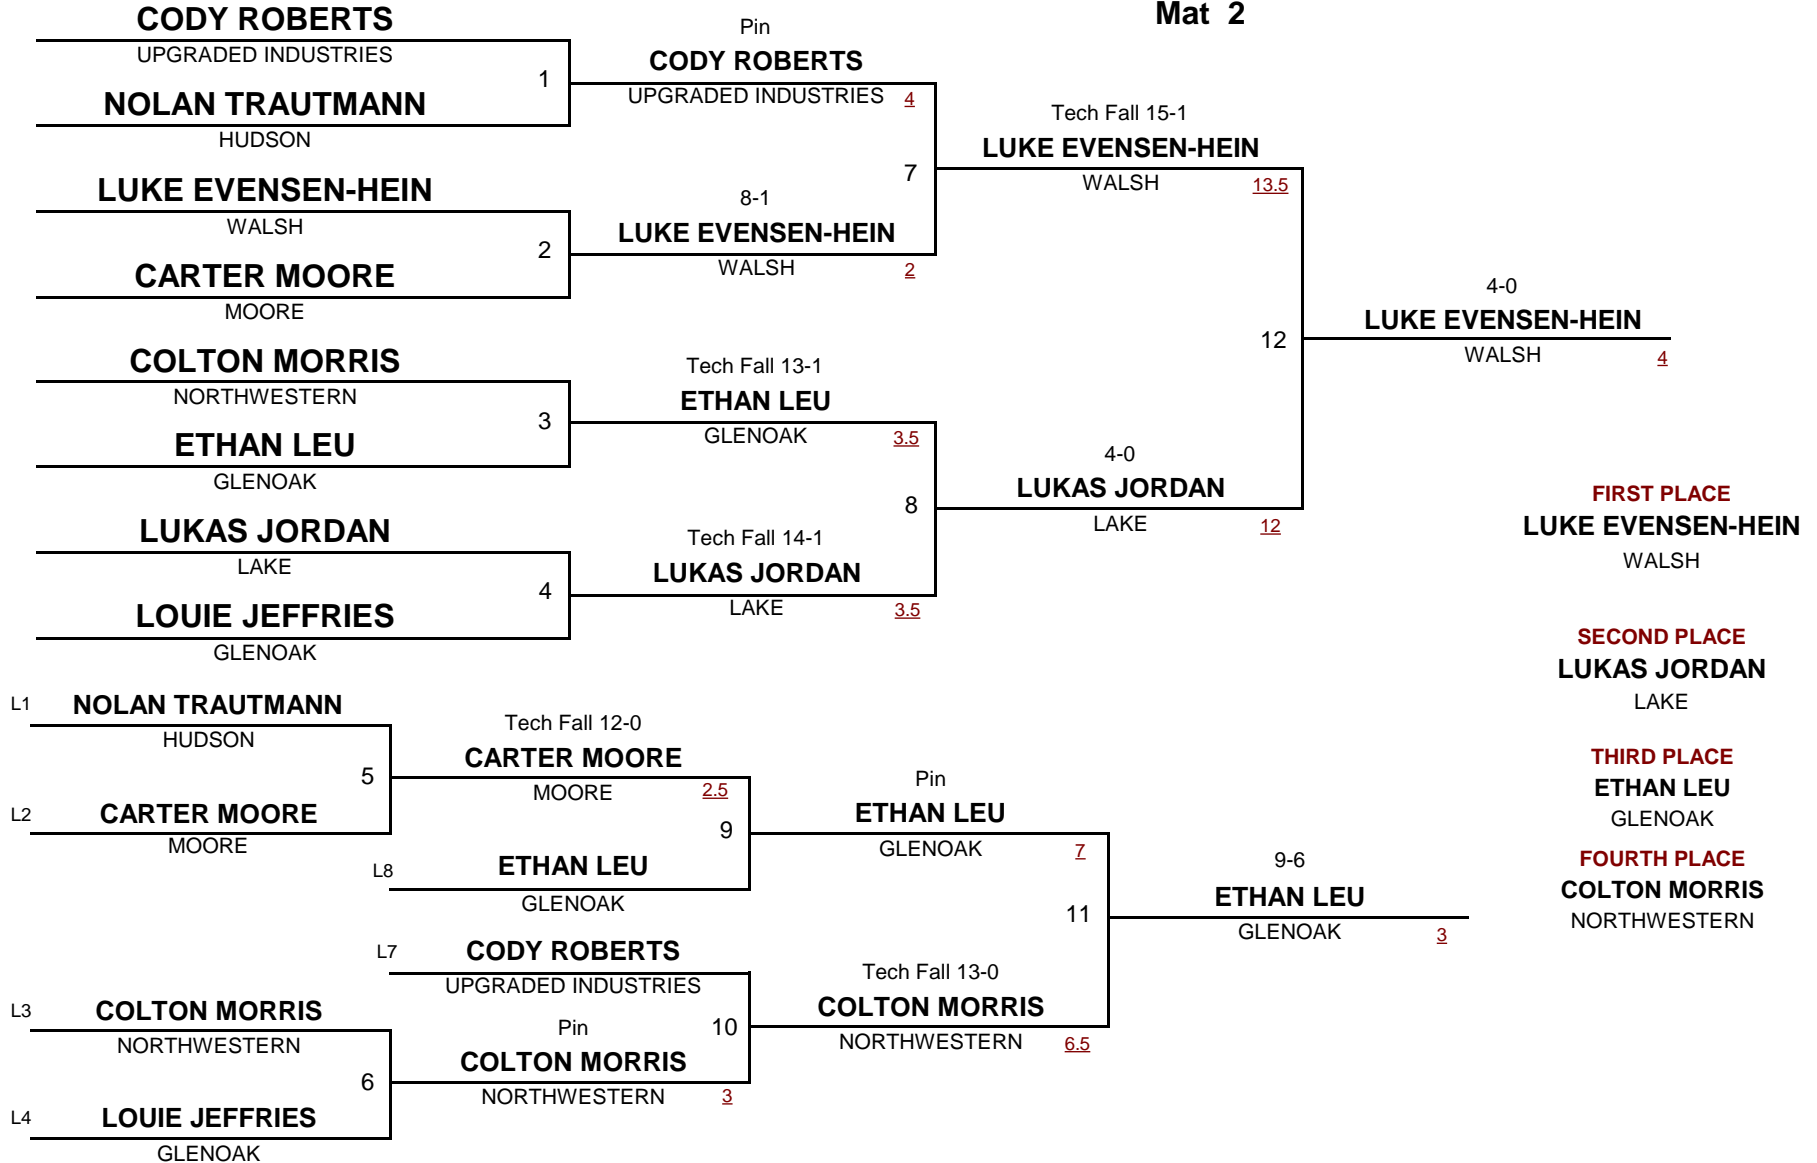 Mat 2
CODY ROBERTS
UPGRADED INDUSTRIES
1
NOLAN TRAUTMANN
HUDSON
LUKE EVENSEN-HEIN
WALSH
2
CARTER MOORE
MOORE
COLTON MORRIS
NORTHWESTERN
3
ETHAN LEU
GLENOAK
LUKAS JORDAN
LAKE
4
LOUIE JEFFRIES
GLENOAK
Pin
CODY ROBERTS
UPGRADED INDUSTRIES 4
7
8-1
LUKE EVENSEN-HEIN
WALSH 2
Tech Fall 13-1
ETHAN LEU
GLENOAK 3.5
8
Tech Fall 14-1
LUKAS JORDAN
LAKE 3.5
Tech Fall 15-1
LUKE EVENSEN-HEIN
WALSH 13.5
12
4-0
LUKAS JORDAN
LAKE 12
4-0
LUKE EVENSEN-HEIN
WALSH 4
FIRST PLACE
LUKE EVENSEN-HEIN
WALSH
SECOND PLACE
LUKAS JORDAN
LAKE
THIRD PLACE
ETHAN LEU
GLENOAK
FOURTH PLACE
COLTON MORRIS
NORTHWESTERN
L1 NOLAN TRAUTMANN
HUDSON
5
L2 CARTER MOORE
MOORE
Tech Fall 12-0
CARTER MOORE
MOORE 2.5
9
L8 ETHAN LEU
GLENOAK
L7 CODY ROBERTS
UPGRADED INDUSTRIES
10
L3 COLTON MORRIS
NORTHWESTERN
6
L4 LOUIE JEFFRIES
GLENOAK
Pin
COLTON MORRIS
NORTHWESTERN 3
Pin
ETHAN LEU
GLENOAK 7
11
Tech Fall 13-0
COLTON MORRIS
NORTHWESTERN 6.5
9-6
ETHAN LEU
GLENOAK 3